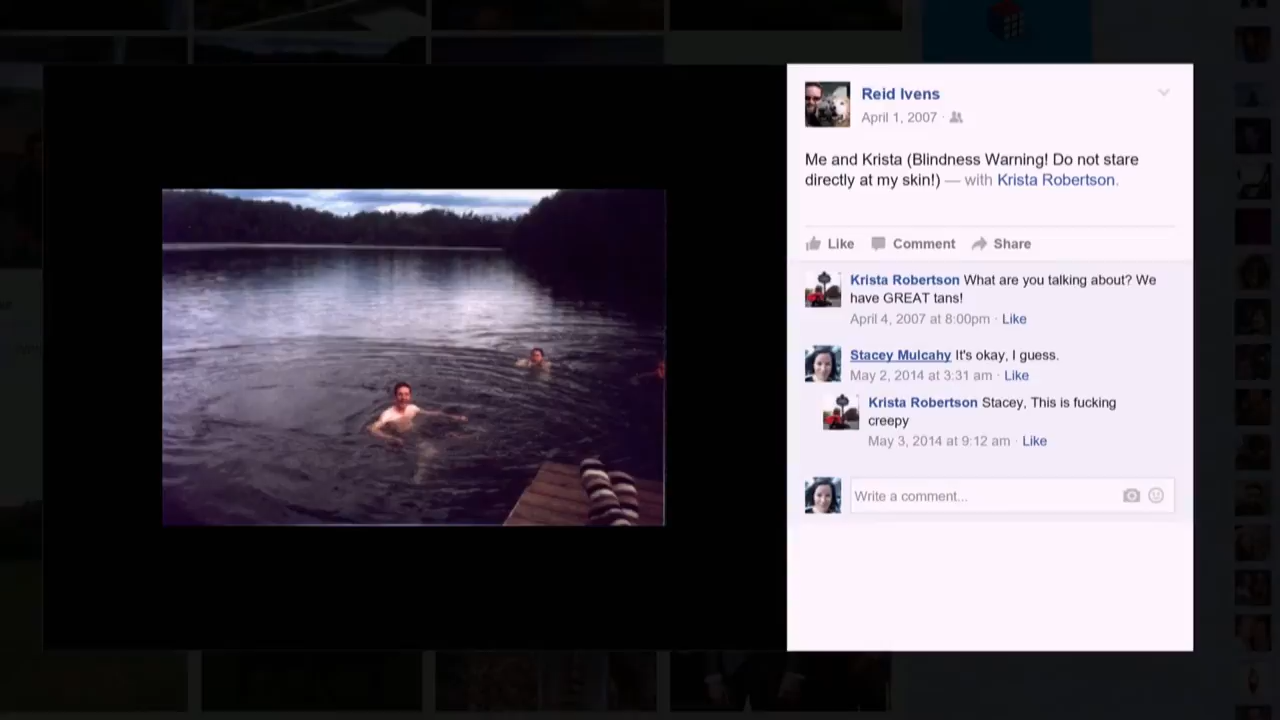 Reid Ivens
April 1, 2007 ·
Me and Krista (Blindness Warning! Do not stare
directly at my skin!) — with Krista Robertson.
Like Comment Share
Krista Robertson What are you talking about? We
have GREAT tans!
April 4, 2007 at 8:00pm · Like
Stacey Mulcahy It's okay, I guess.
May 2, 2014 at 3:31 am · Like
Krista Robertson Stacey, This is fucking
creepy
May 3, 2014 at 9:12 am · Like
Write a comment...